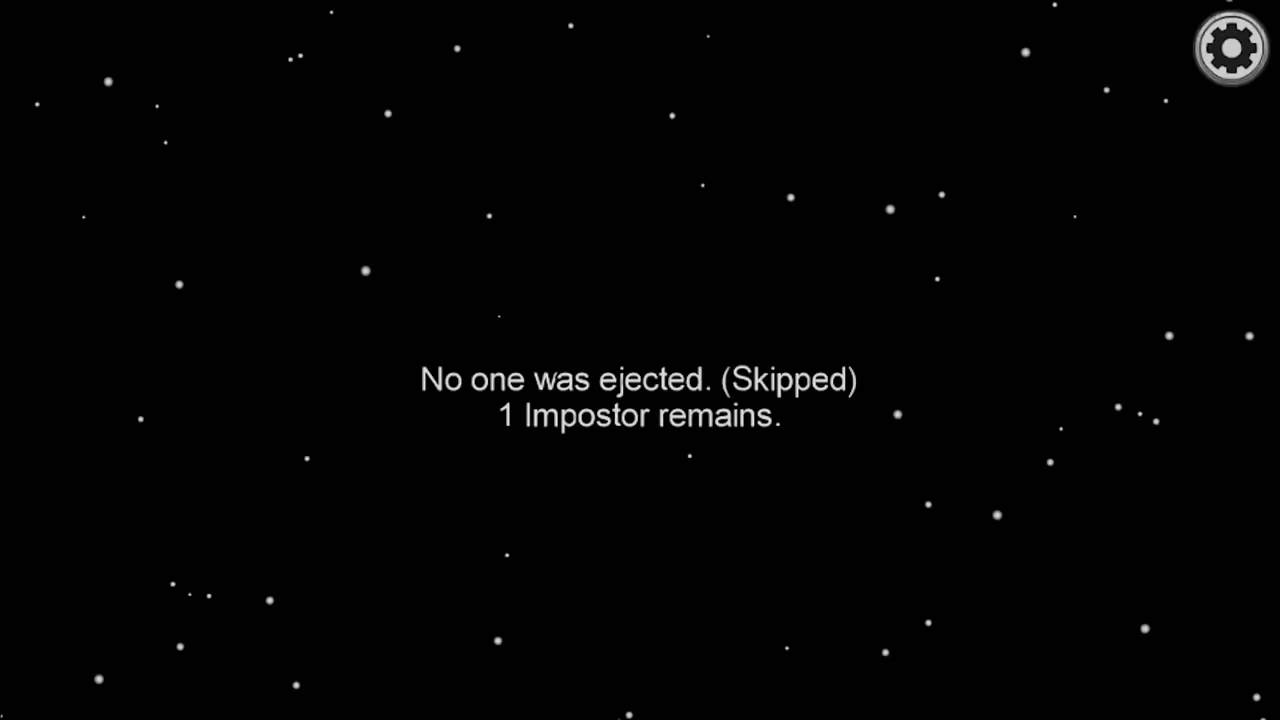 No one was ejected. (Skipped)
1 Impostor remains.